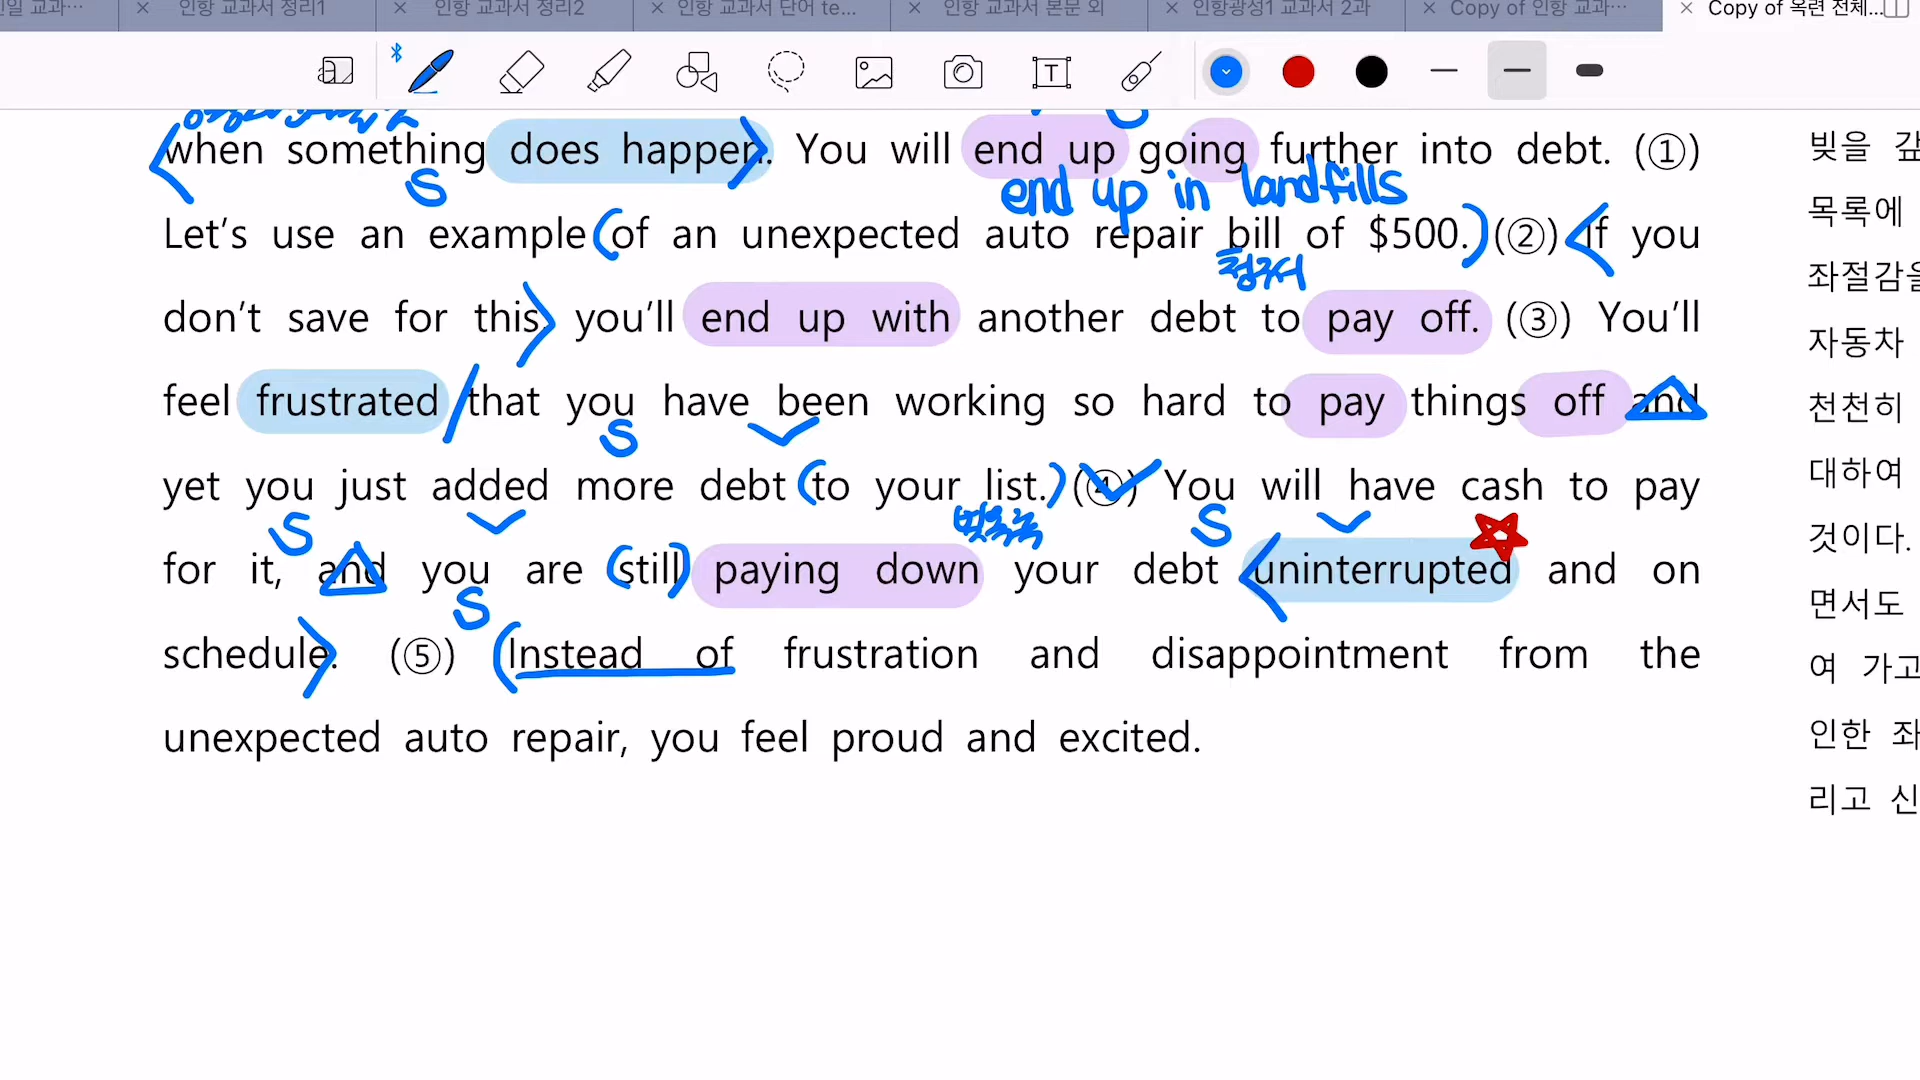 인일 교과…
인항 교과서 정리1
인항 교과서 정리2
인항 교과서 단어 te…
인항 교과서 본문 외
인항광성1 교과서 2과
Copy of 인항 교과…
Copy of 옥련 전체…
when something does happen. You will end up going further into debt. (①)
S
end up in landfills
Let's use an example of an unexpected auto repair bill of $500. (②) If you
청구서
don't save for this, you'll end up with another debt to pay off. (③) You'll
feel frustrated that you have been working so hard to pay things off and
S
yet you just added more debt to your list. (④) You will have cash to pay
S
빚목록
S
for it, and you are still paying down your debt uninterrupted and on
S
schedule. (⑤) Instead of frustration and disappointment from the
unexpected auto repair, you feel proud and excited.
빚을 갚
목록에
좌절감을
자동차
천천히
대하여
것이다.
면서도
여 가고
인한 좌
리고 신